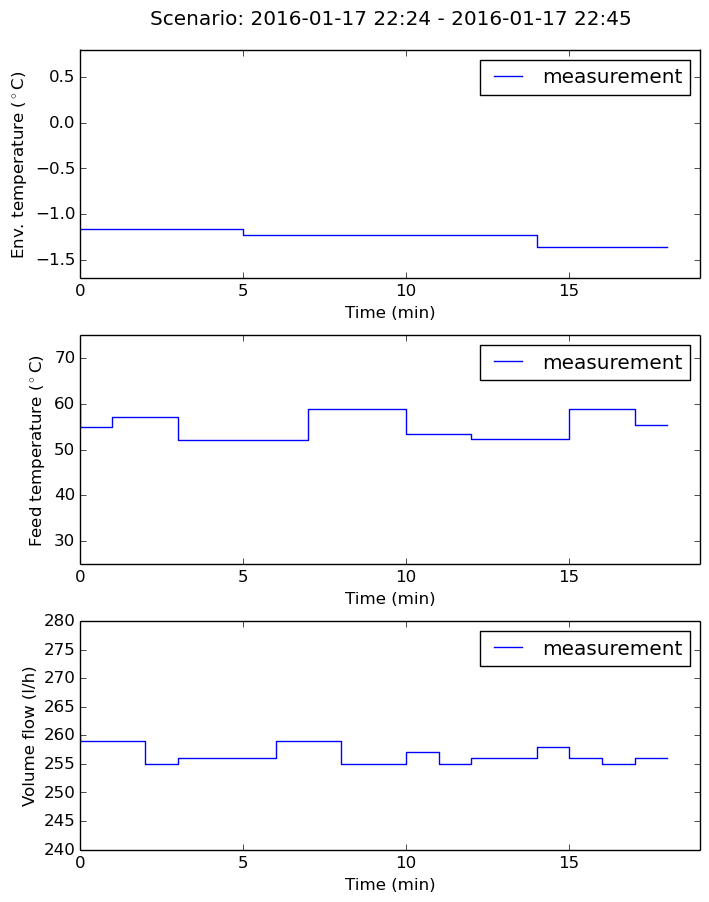 Scenario: 2016-01-17 22:24 - 2016-01-17 22:45
measurement
Env. temperature (°C)
0.5
0.0
−0.5
−1.0
−1.5
0 5 10 15
Time (min)
measurement
Feed temperature (°C)
70
60
50
40
30
0 5 10 15
Time (min)
measurement
Volume flow (l/h)
280
275
270
265
260
255
250
245
240
0 5 10 15
Time (min)